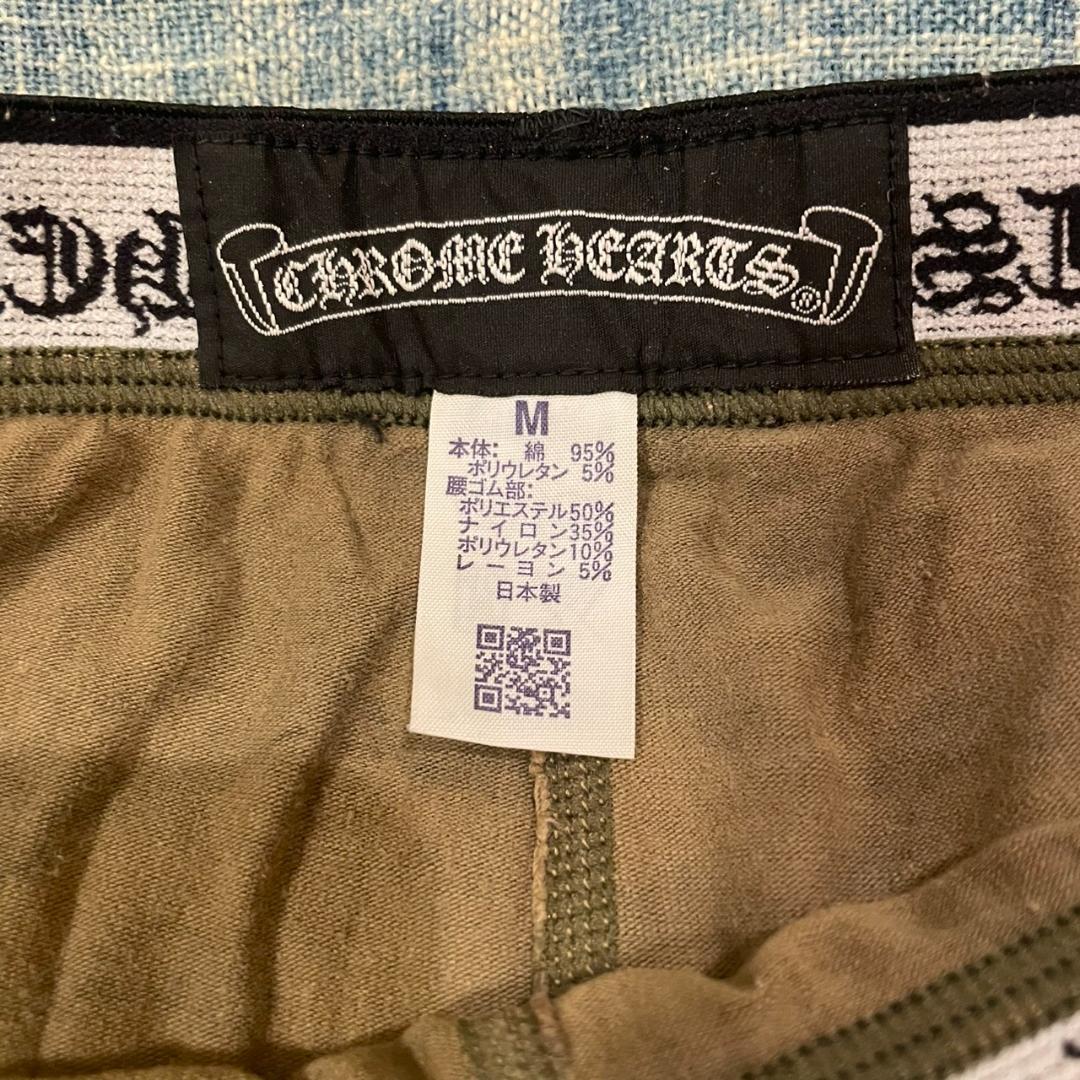 CHROME HEARTS®
M
本体: 綿 95%
ポリウレタン 5%
腰ゴム部:
ポリエステル50%
ナイロン35%
ポリウレタン10%
レーヨン 5%
日本製